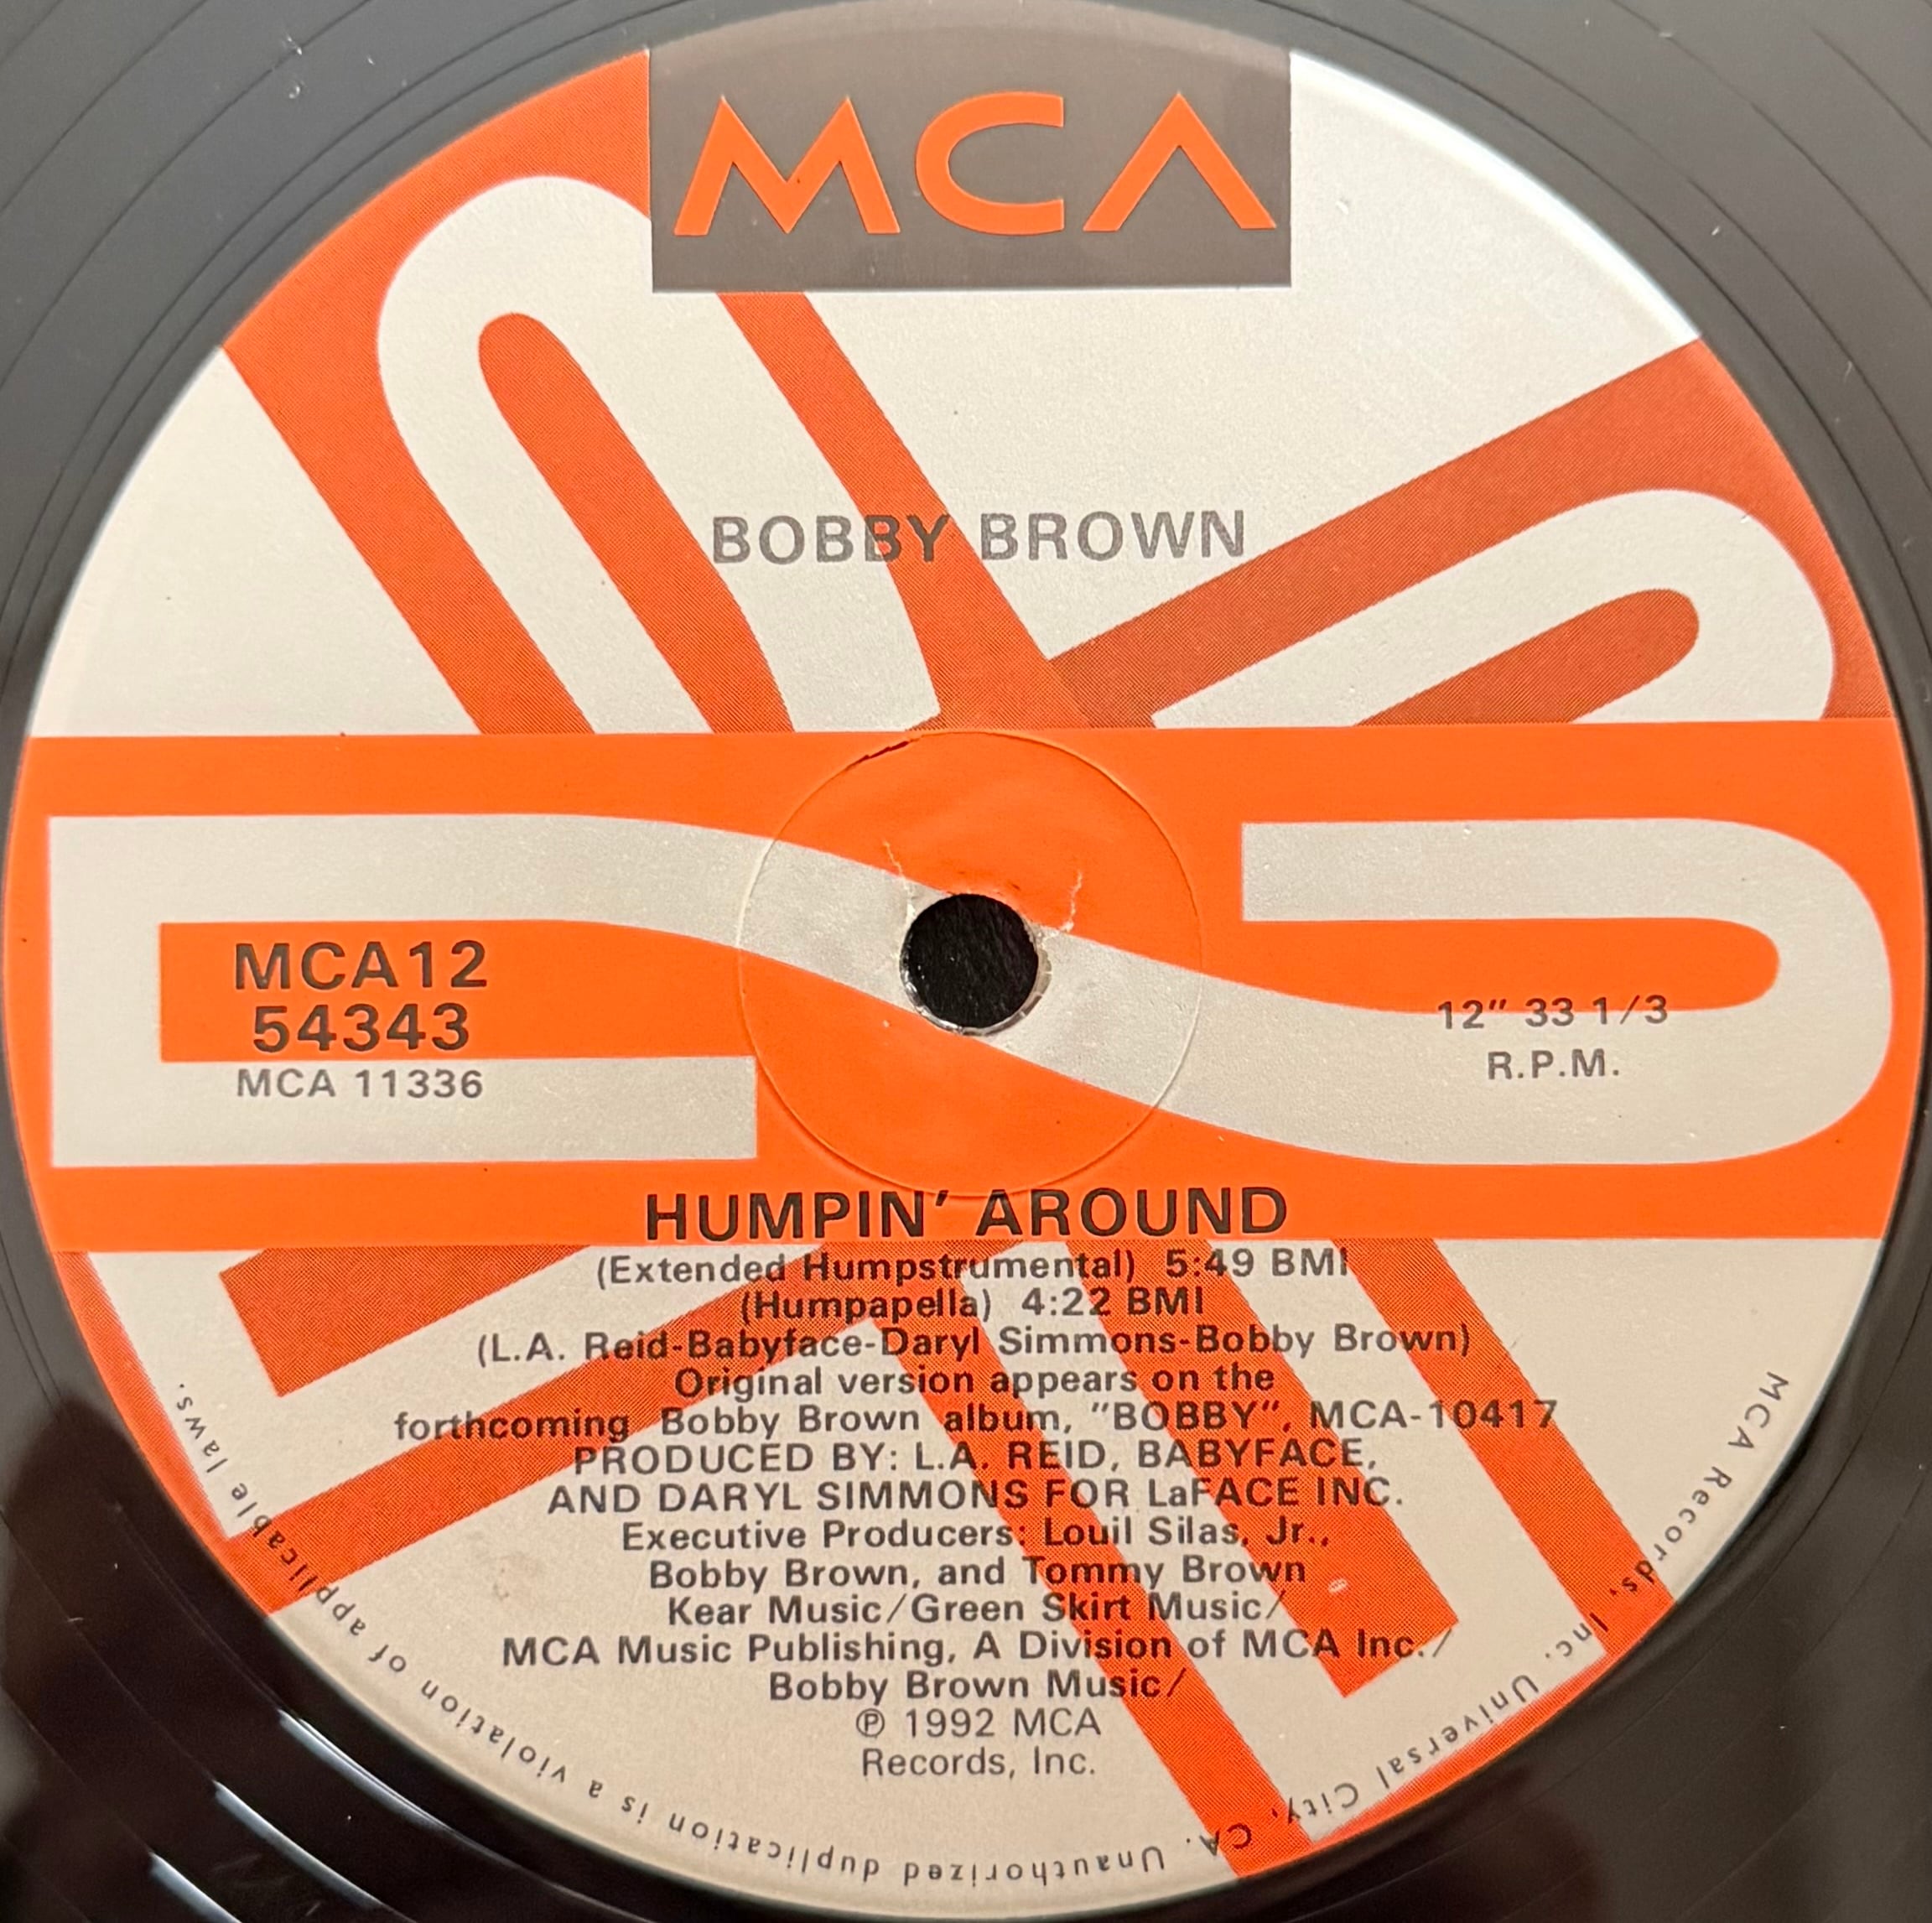 MCA
BOBBY BROWN
MCA12
54343
MCA 11336
12" 33 1/3
R.P.M.
HUMPIN' AROUND
(Extended Humpstrumental) 5:49 BMI
(Humpapella) 4:22 BMI
(L.A. Reid-Babyface-Daryl Simmons-Bobby Brown)
Original version appears on the
forthcoming Bobby Brown album, "BOBBY", MCA-10417
PRODUCED BY: L.A. REID, BABYFACE,
AND DARYL SIMMONS FOR LaFACE INC.
Executive Producers: Louil Silas, Jr.,
Bobby Brown, and Tommy Brown
Kear Music/Green Skirt Music/
MCA Music Publishing, A Division of MCA Inc./
Bobby Brown Music/
℗ 1992 MCA
Records, Inc.
MCA Records, Inc. Universal City, CA. Unauthorized duplication is a violation of applicable laws.